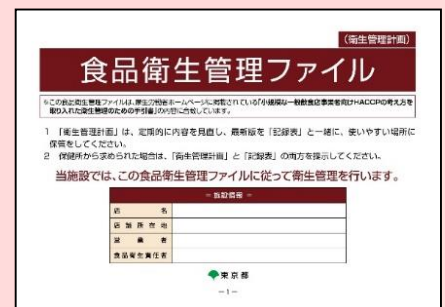 （衛生管理計画）
食品衛生管理ファイル
※この食品衛生管理ファイルは、厚生労働省ホームページに掲載されている「小規模な一般飲食店事業者向けHACCPの考え方を
取り入れた衛生管理のための手引書」の内容に合致しています。
1 「衛生管理計画」は、定期的に内容を見直し、最新版を「記録表」と一緒に、使いやすい場所に
保管をしてください。
2 保健所から求められた場合は、「衛生管理計画」と「記録表」の両方を提示してください。
当施設では、この食品衛生管理ファイルに従って衛生管理を行います。
－ 施設情報 －
店名
店舗所在地
営業者
食品衛生責任者
東京都
－1－